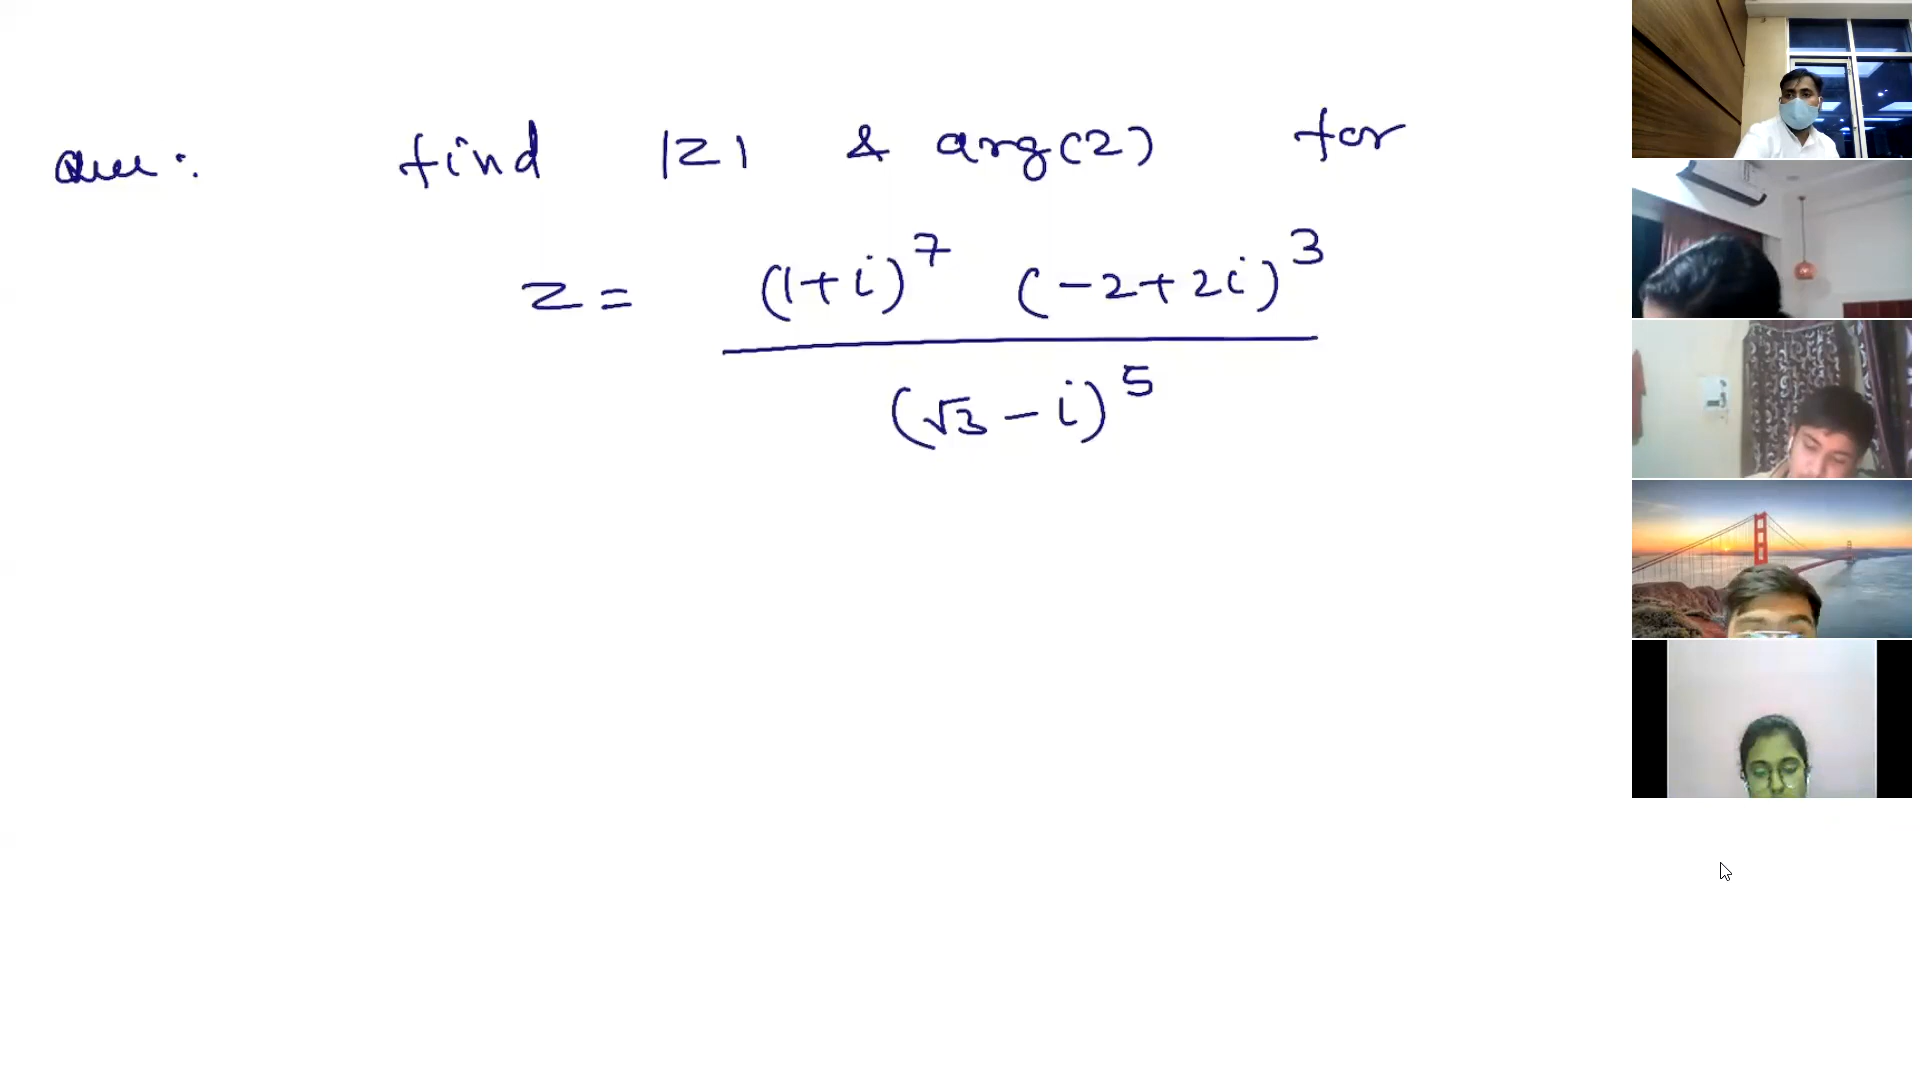 Que: find |z| & arg(z) for
z = (1+i)^7 (-2+2i)^3
(√3 - i)^5